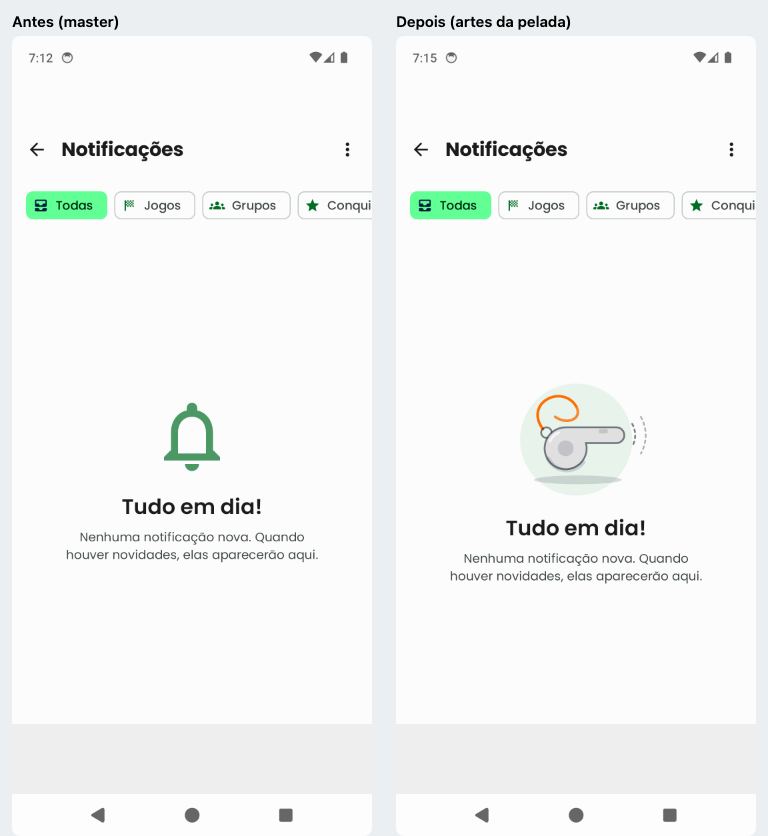 Antes (master)
7:12
Notificações
Todas
Jogos
Grupos
Conqui
Tudo em dia!
Nenhuma notificação nova. Quando
houver novidades, elas aparecerão aqui.
Depois (artes da pelada)
7:15
Notificações
Todas
Jogos
Grupos
Conqui
Tudo em dia!
Nenhuma notificação nova. Quando
houver novidades, elas aparecerão aqui.